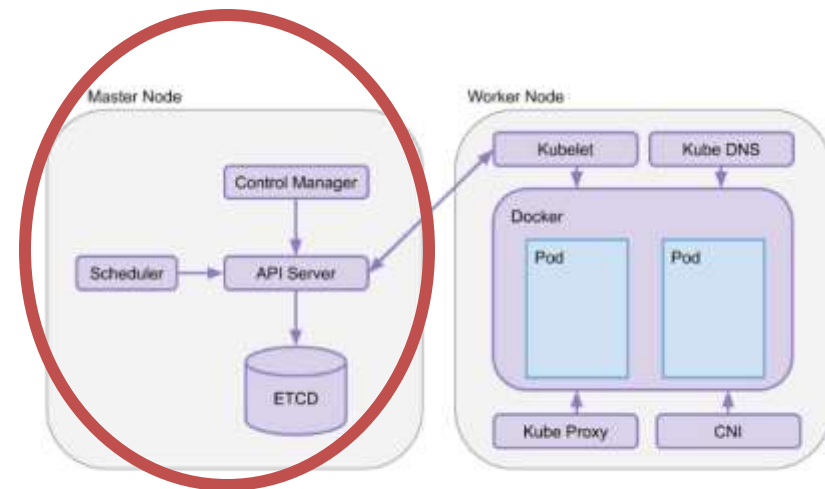 Master Node
Worker Node
Kubelet
Kube DNS
Control Manager
Docker
Scheduler
API Server
Pod
Pod
ETCD
Kube Proxy
CNI